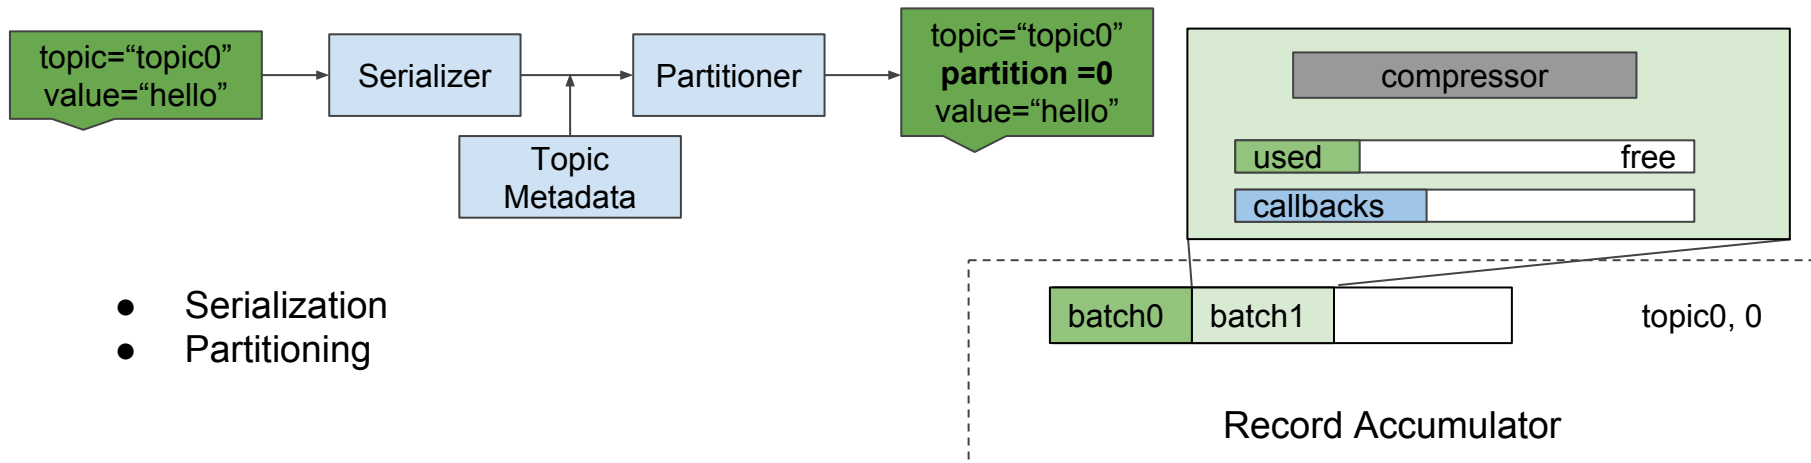 topic=“topic0”
value=“hello”
Serializer
Partitioner
Topic
Metadata
topic=“topic0”
partition =0
value=“hello”
compressor
used free
callbacks
● Serialization
● Partitioning
batch0 batch1 topic0, 0
Record Accumulator